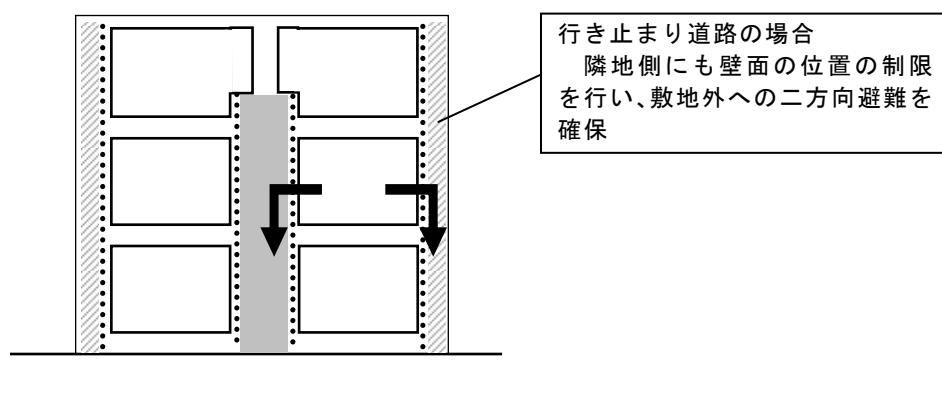 行き止まり道路の場合
　隣地側にも壁面の位置の制限
を行い、敷地外への二方向避難を
確保